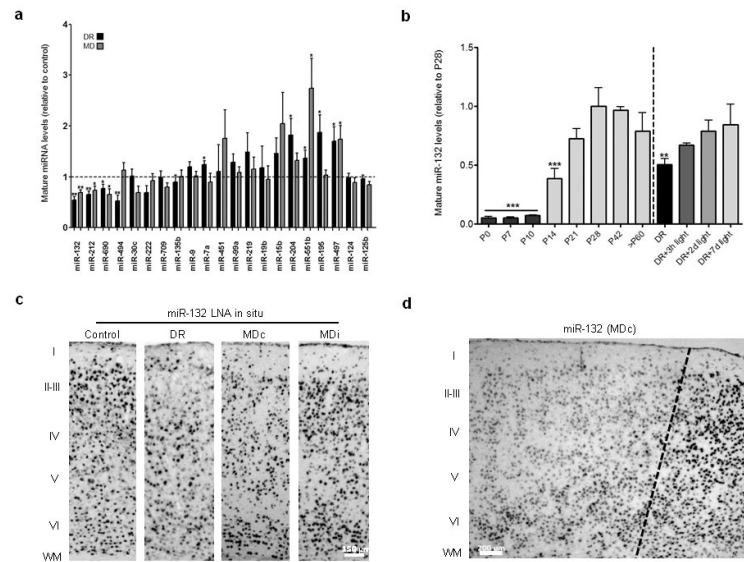 a
Mature miRNA levels (relative to control)
4
3
2
1
0
DR
MD
miR-132
miR-212
miR-690
miR-494
miR-30c
miR-222
miR-709
miR-135b
miR-9
miR-7a
miR-451
miR-99a
miR-219
miR-19b
miR-15b
miR-204
miR-551b
miR-195
miR-497
miR-124
miR-125b
b
Mature miR-132 levels (relative to P28)
1.5
1.0
0.5
0.0
***
***
**
P0
P7
P10
P14
P21
P28
P42
>P60
DR
DR+3h light
DR+2d light
DR+7d light
c
miR-132 LNA in situ
Control DR MDc MDi
I
II-III
IV
V
VI
WM
d
miR-132 (MDc)
I
II-III
IV
V
VI
WM